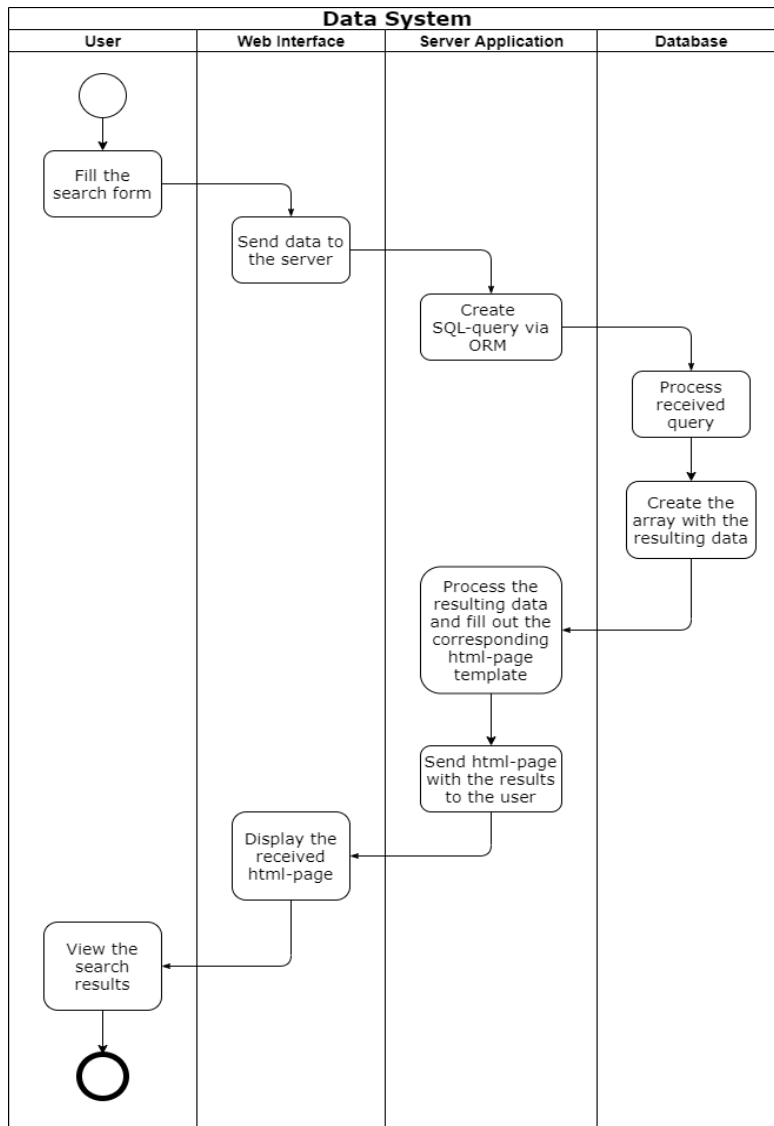 Data System
User
Web Interface
Server Application
Database
Fill the
search form
Send data to
the server
Create
SQL-query via
ORM
Process
received
query
Create the
array with the
resulting data
Process the
resulting data
and fill out the
corresponding
html-page
template
Send html-page
with the results
to the user
Display the
received
html-page
View the
search
results